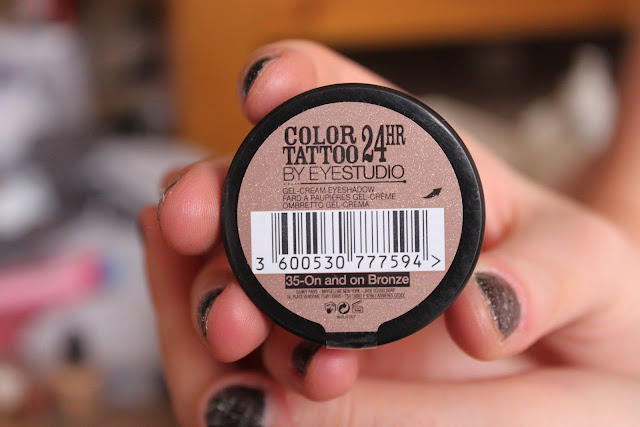 COLOR 24HR
TATTOO
BY EYESTUDIO
GEL-CREAM EYESHADOW
FARD À PAUPIÈRES GEL-CRÈME
OMBRETTO GEL-CREMA
3 600530 777594 >
35-On and on Bronze